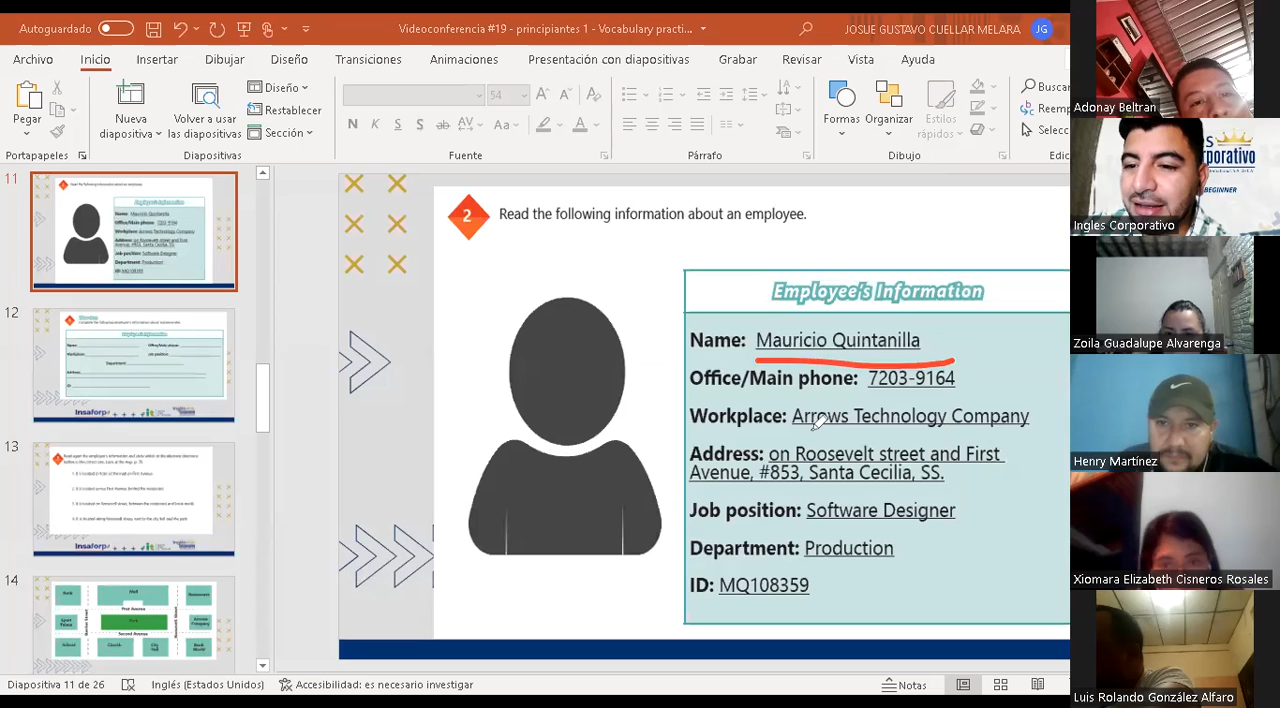 Autoguardado
Videoconferencia #19 - principiantes 1 - Vocabulary practi...
JOSUE GUSTAVO CUELLAR MELARA
JG
Archivo
Inicio
Insertar
Dibujar
Diseño
Transiciones
Animaciones
Presentación con diapositivas
Grabar
Revisar
Vista
Ayuda
Pegar
Nueva
diapositiva
Volver a usar
las diapositivas
Diseño
Restablecer
Sección
54
N K S S ab AV Aa A
Formas
Organizar
Estilos
rápidos
Buscar
Reemp
Selecc
Portapapeles
Diapositivas
Fuente
Párrafo
Dibujo
Edic
11
12
13
14
2
Read the following information about an employee.
Employee's Information
Name: Mauricio Quintanilla
Office/Main phone: 7203-9164
Workplace: Arrows Technology Company
Address: on Roosevelt street and First
Avenue, #853, Santa Cecilia, SS.
Job position: Software Designer
Department: Production
ID: MQ108359
Diapositiva 11 de 26
Inglés (Estados Unidos)
Accesibilidad: es necesario investigar
Notas
Adonay Beltran
Ingles Corporativo
Zoila Guadalupe Alvarenga
Henry Martínez
Xiomara Elizabeth Cisneros Rosales
Luis Rolando González Alfaro